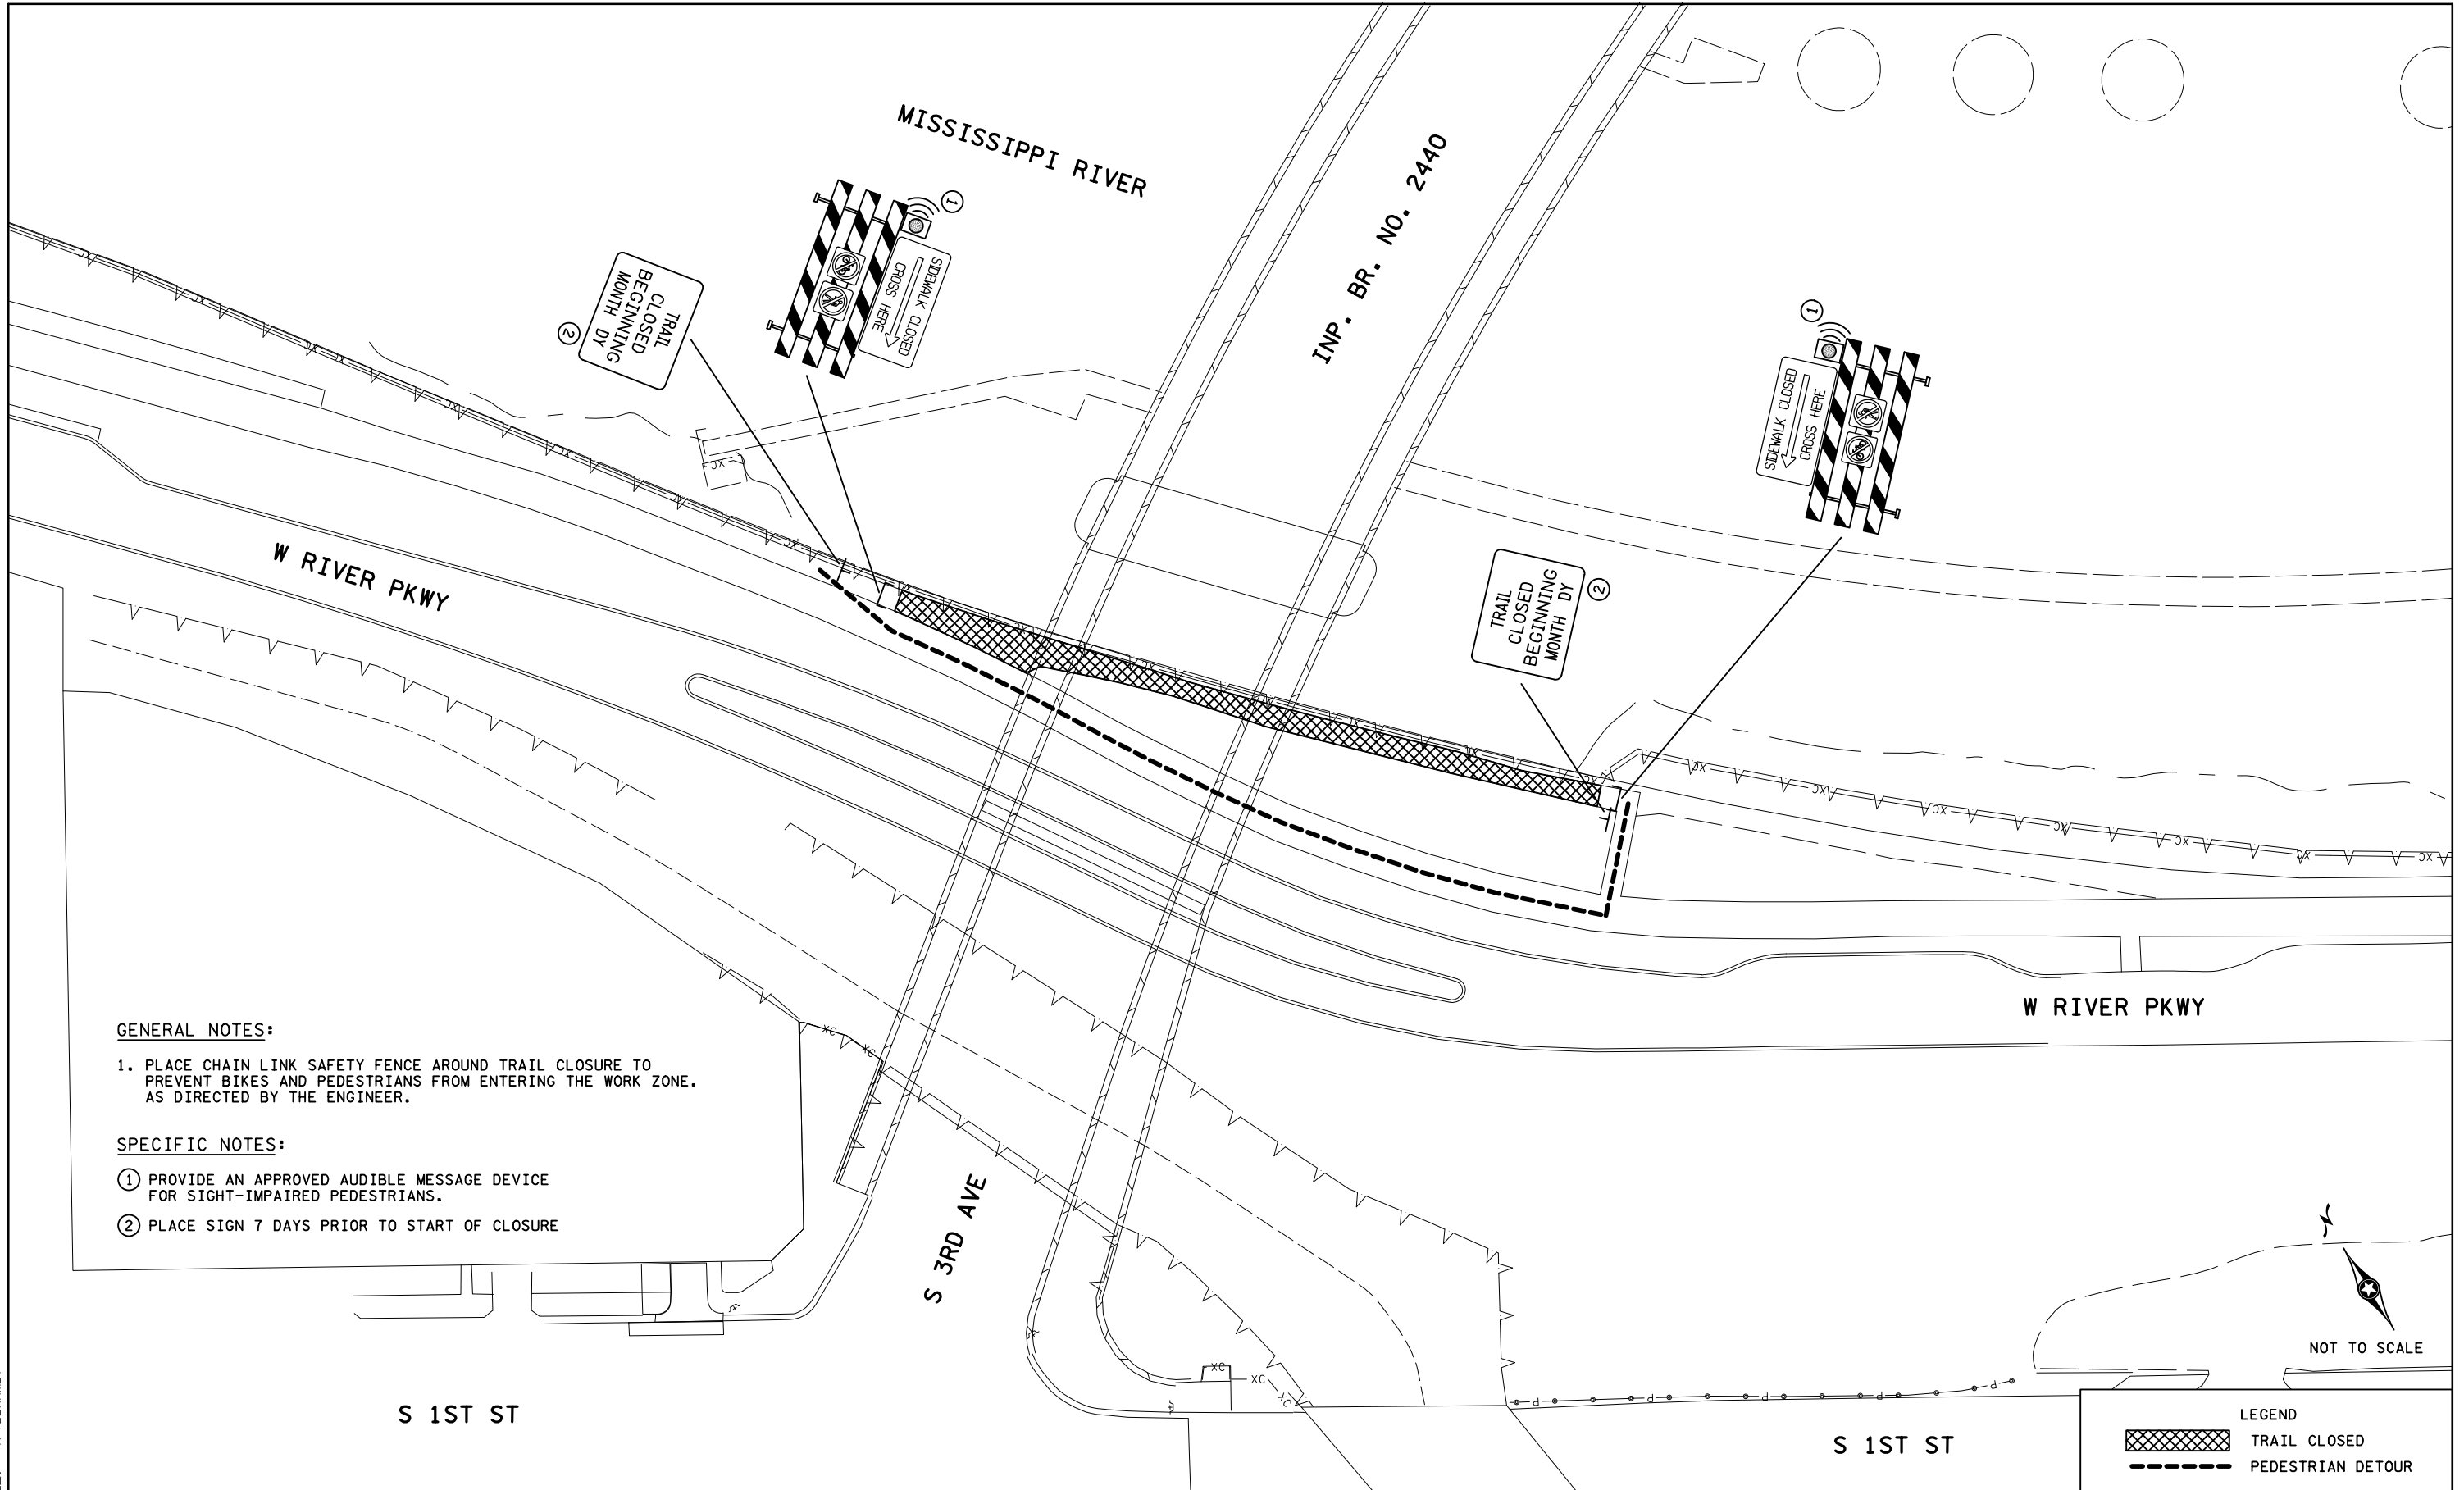 MISSISSIPPI RIVER
INP. BR. NO. 2440
1
SIDEWALK CLOSED
CROSS HERE
TRAIL
CLOSED
BEGINNING
MONTH DY
2
1
SIDEWALK CLOSED
CROSS HERE
TRAIL
CLOSED
BEGINNING
MONTH DY
2
W RIVER PKWY
W RIVER PKWY
GENERAL NOTES:
1. PLACE CHAIN LINK SAFETY FENCE AROUND TRAIL CLOSURE TO
PREVENT BIKES AND PEDESTRIANS FROM ENTERING THE WORK ZONE.
AS DIRECTED BY THE ENGINEER.
SPECIFIC NOTES:
1 PROVIDE AN APPROVED AUDIBLE MESSAGE DEVICE
FOR SIGHT-IMPAIRED PEDESTRIANS.
2 PLACE SIGN 7 DAYS PRIOR TO START OF CLOSURE
S 3RD AVE
S 1ST ST
S 1ST ST
NOT TO SCALE
LEGEND
TRAIL CLOSED
PEDESTRIAN DETOUR